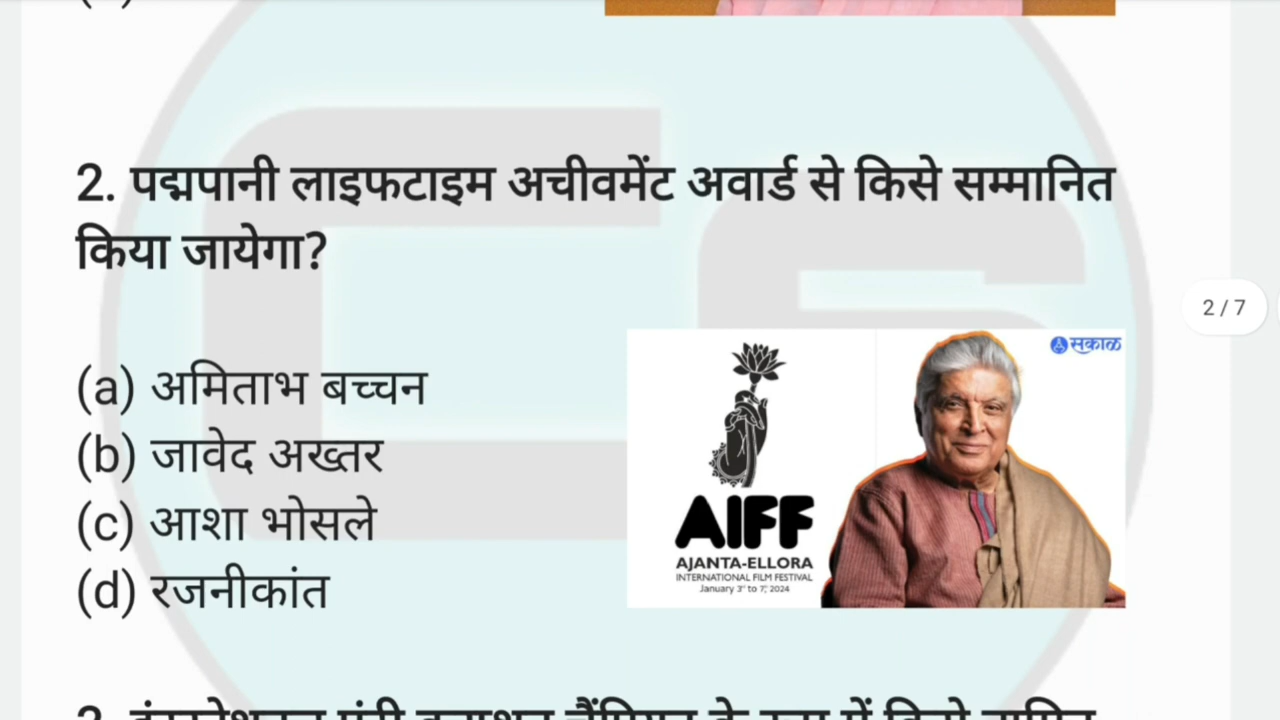 2. पद्मपानी लाइफटाइम अचीवमेंट अवार्ड से किसे सम्मानित
किया जायेगा?
2 / 7
(a) अमिताभ बच्चन
(b) जावेद अख्तर
(c) आशा भोसले
(d) रजनीकांत
सकाळ
AIFF
AJANTA-ELLORA
INTERNATIONAL FILM FESTIVAL
January 3rd to 7th, 2024